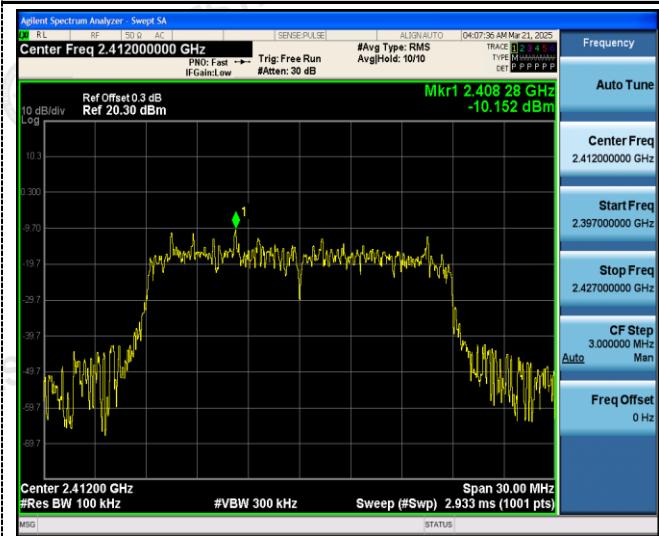 Agilent Spectrum Analyzer - Swept SA
RL RF 50 Ω AC SENSE:PULSE ALIGNAUTO 04:07:36 AM Mar 21, 2025
Center Freq 2.412000000 GHz
PNO: Fast
IFGain:Low
Trig: Free Run
#Atten: 30 dB
#Avg Type: RMS
Avg|Hold: 10/10
TRACE 1 2 3 4 5 6
TYPE M
DET P P P P P P
Frequency
Ref Offset 0.3 dB
10 dB/div Ref 20.30 dBm
Log
Mkr1 2.408 28 GHz
-10.152 dBm
10.3
0.300
-9.70
-19.7
-29.7
-39.7
-49.7
-59.7
-69.7
1
Center 2.41200 GHz
Span 30.00 MHz
#Res BW 100 kHz
#VBW 300 kHz
Sweep (#Swp) 2.933 ms (1001 pts)
MSG STATUS
Auto Tune
Center Freq
2.412000000 GHz
Start Freq
2.397000000 GHz
Stop Freq
2.427000000 GHz
CF Step
3.000000 MHz
Auto Man
Freq Offset
0 Hz